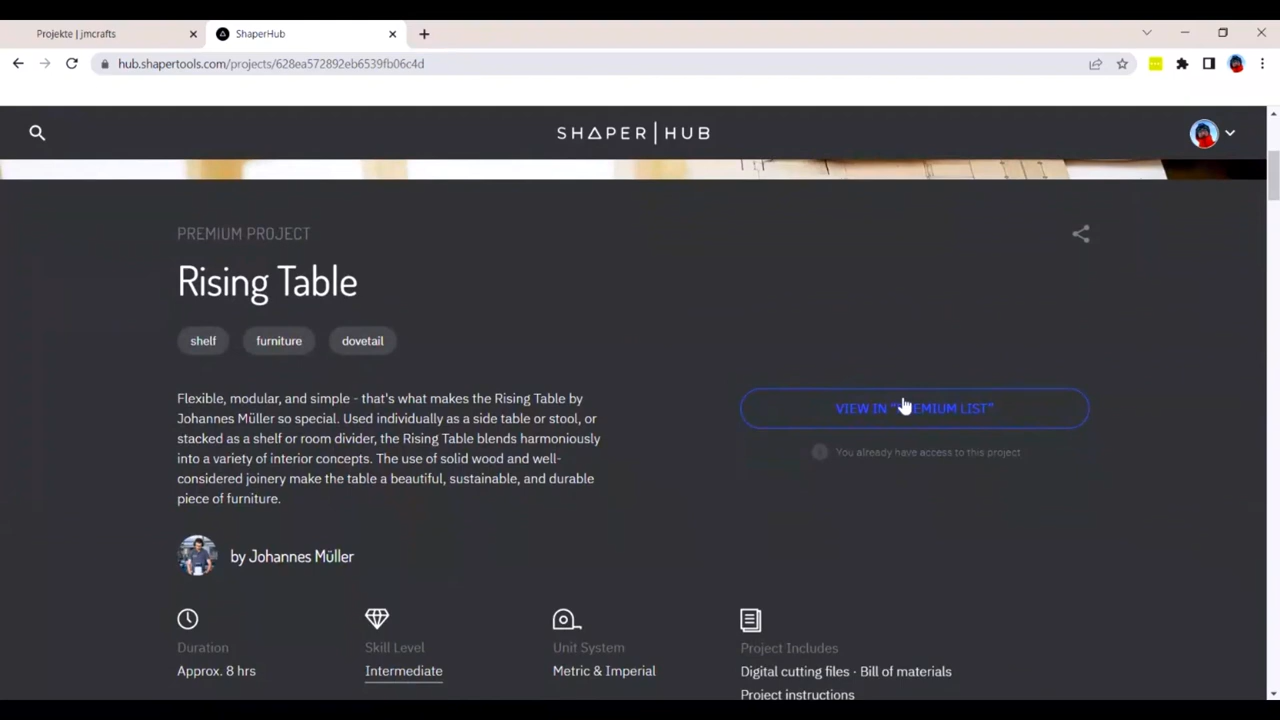 Projekte | jmcrafts
ShaperHub
hub.shapertools.com/projects/628ea572892eb6539fb06c4d
SHAPER|HUB
PREMIUM PROJECT
Rising Table
shelf
furniture
dovetail
Flexible, modular, and simple - that's what makes the Rising Table by
Johannes Müller so special. Used individually as a side table or stool, or
stacked as a shelf or room divider, the Rising Table blends harmoniously
into a variety of interior concepts. The use of solid wood and well-
considered joinery make the table a beautiful, sustainable, and durable
piece of furniture.
VIEW IN "PREMIUM LIST"
You already have access to this project
by Johannes Müller
Duration
Approx. 8 hrs
Skill Level
Intermediate
Unit System
Metric & Imperial
Project Includes
Digital cutting files · Bill of materials
Project instructions